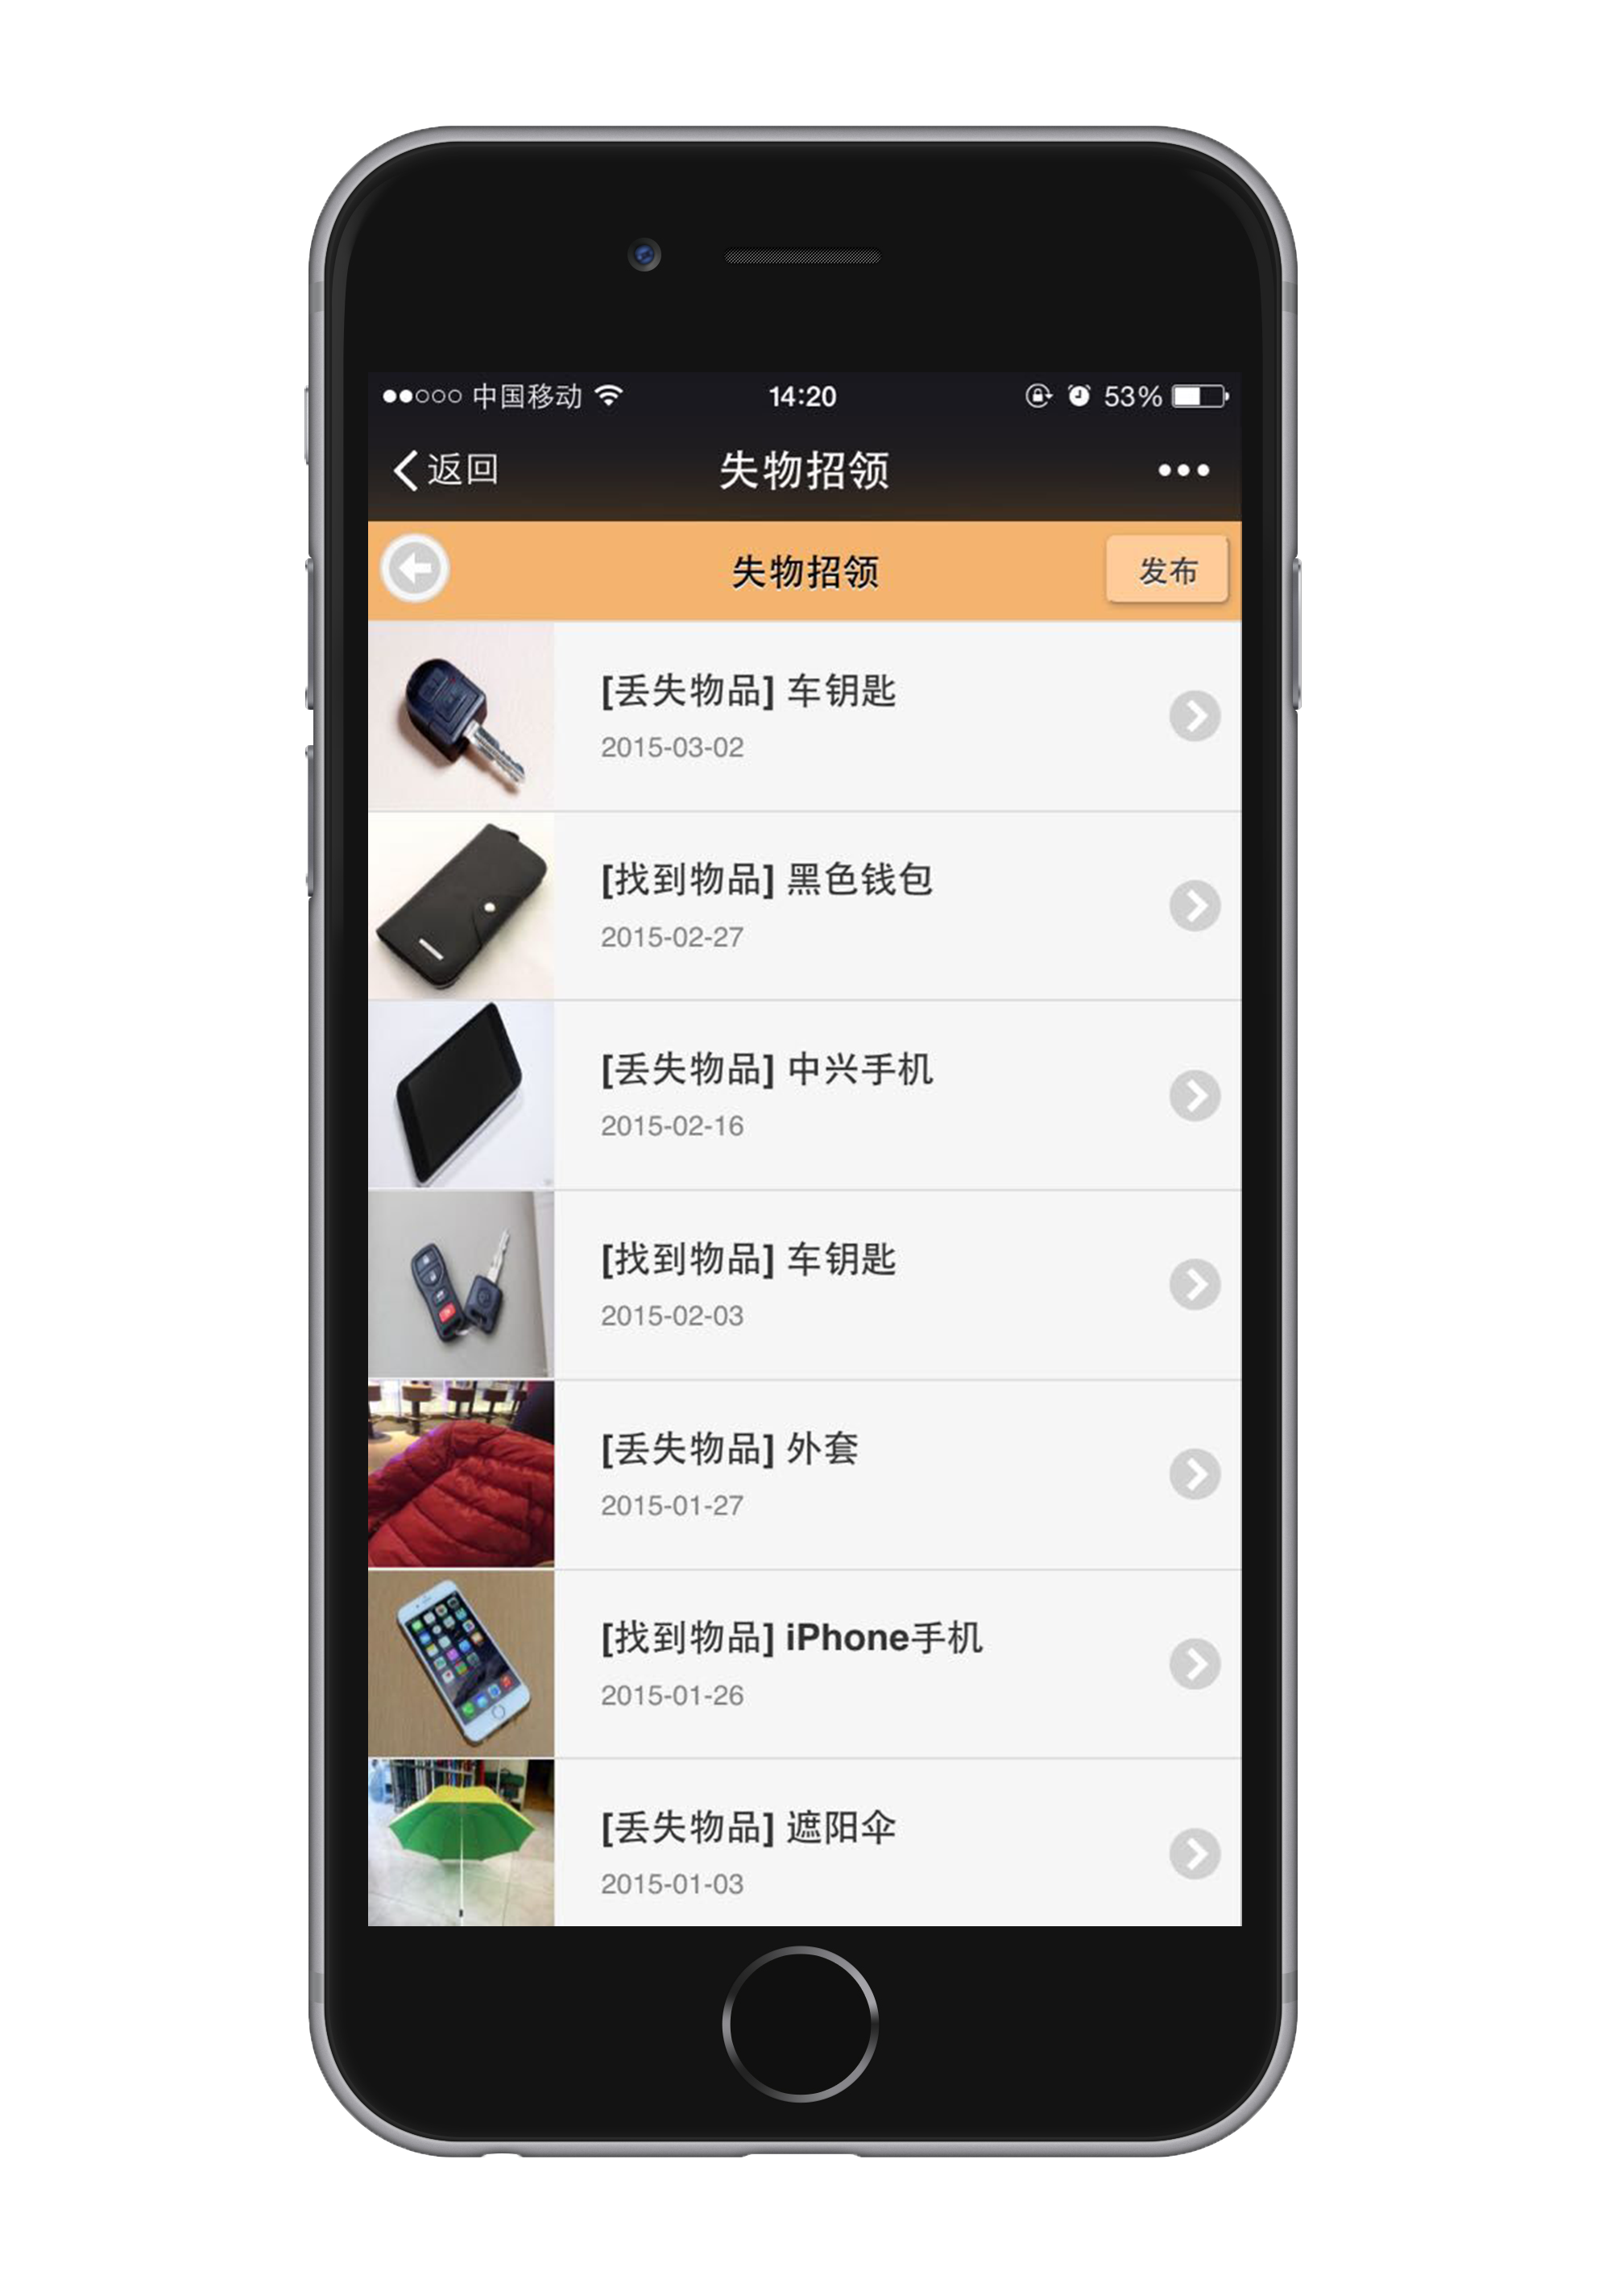 中国移动 14:20 53%
返回 失物招领
失物招领 发布
[丢失物品] 车钥匙
2015-03-02
[找到物品] 黑色钱包
2015-02-27
[丢失物品] 中兴手机
2015-02-16
[找到物品] 车钥匙
2015-02-03
[丢失物品] 外套
2015-01-27
[找到物品] iPhone手机
2015-01-26
[丢失物品] 遮阳伞
2015-01-03